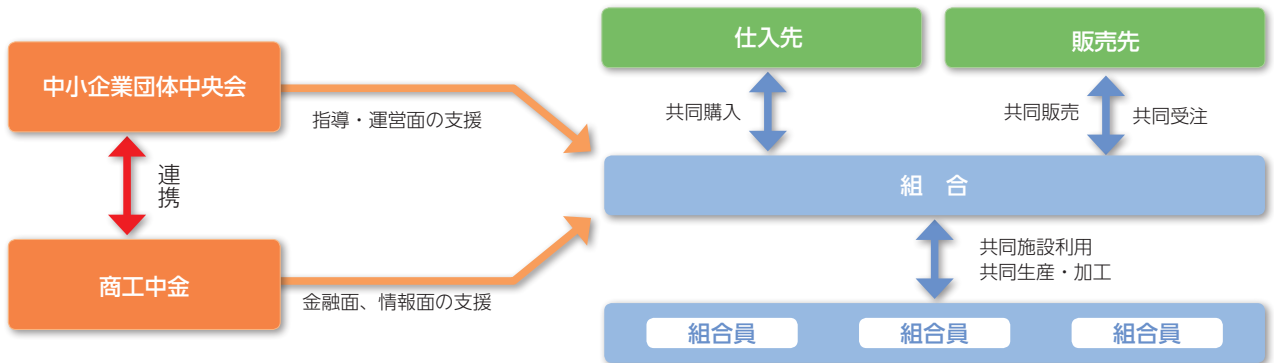 中小企業団体中央会
指導・運営面の支援
連携
商工中金
金融面、情報面の支援
仕入先
販売先
共同購入
共同販売
共同受注
組　合
共同施設利用
共同生産・加工
組合員
組合員
組合員